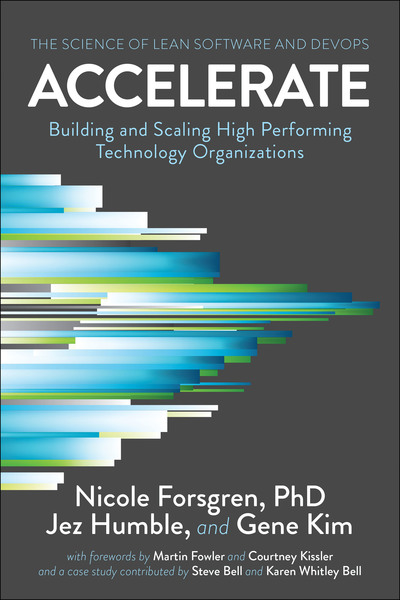 THE SCIENCE OF LEAN SOFTWARE AND DEVOPS
ACCELERATE
Building and Scaling High Performing
Technology Organizations
Nicole Forsgren, PhD
Jez Humble, and Gene Kim
with forewords by Martin Fowler and Courtney Kissler
and a case study contributed by Steve Bell and Karen Whitley Bell